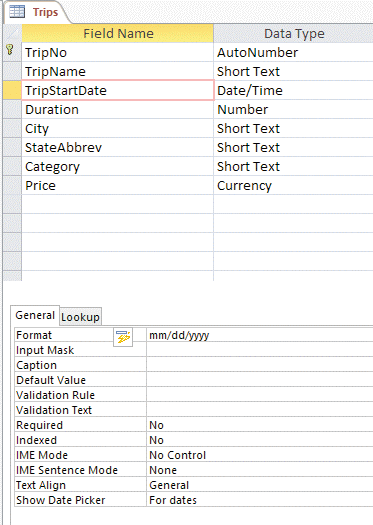 Trips
Field Name Data Type
TripNo AutoNumber
TripName Short Text
TripStartDate Date/Time
Duration Number
City Short Text
StateAbbrev Short Text
Category Short Text
Price Currency
General Lookup
Format mm/dd/yyyy
Input Mask
Caption
Default Value
Validation Rule
Validation Text
Required No
Indexed No
IME Mode No Control
IME Sentence Mode None
Text Align General
Show Date Picker For dates